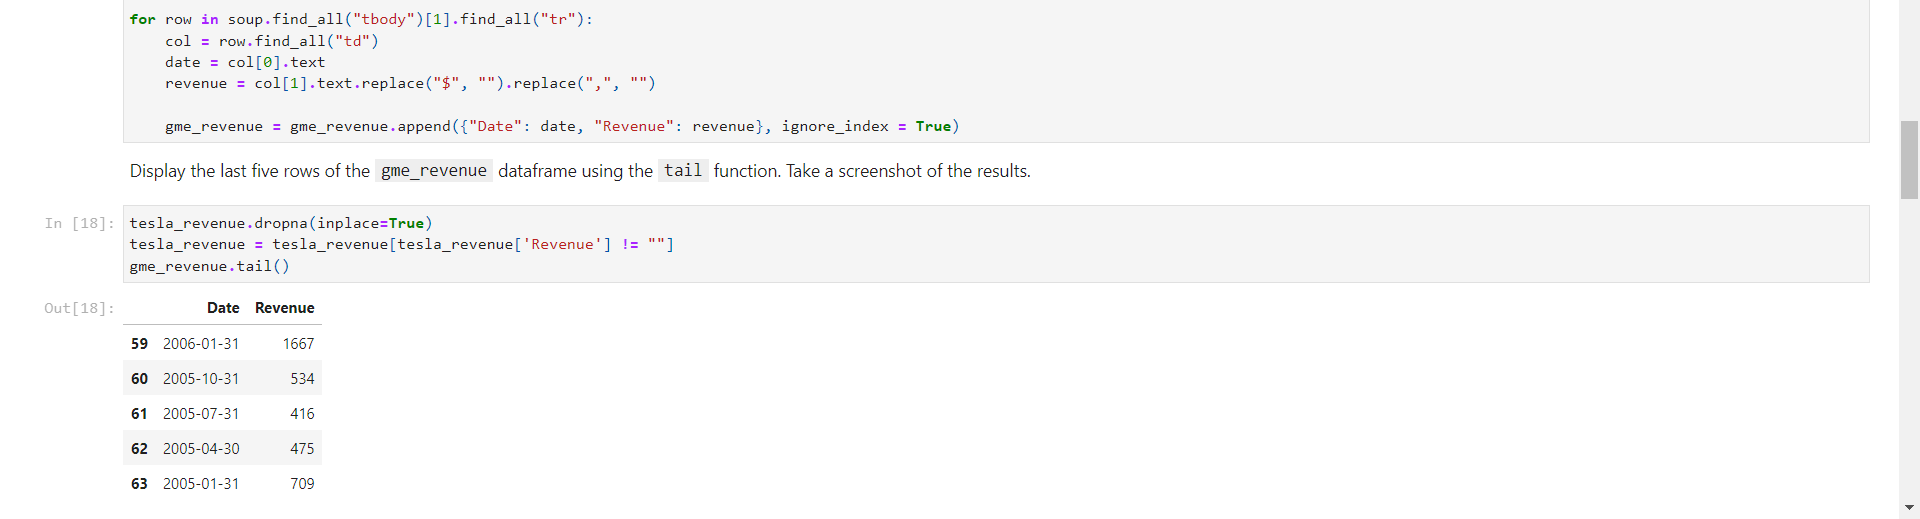 for row in soup.find_all("tbody")[1].find_all("tr"):
    col = row.find_all("td")
    date = col[0].text
    revenue = col[1].text.replace("$", "").replace(",", "")
    gme_revenue = gme_revenue.append({"Date": date, "Revenue": revenue}, ignore_index = True)
Display the last five rows of the gme_revenue dataframe using the tail function. Take a screenshot of the results.
In [18]: tesla_revenue.dropna(inplace=True)
tesla_revenue = tesla_revenue[tesla_revenue['Revenue'] != ""]
gme_revenue.tail()
Out[18]: Date Revenue
59 2006-01-31 1667
60 2005-10-31 534
61 2005-07-31 416
62 2005-04-30 475
63 2005-01-31 709